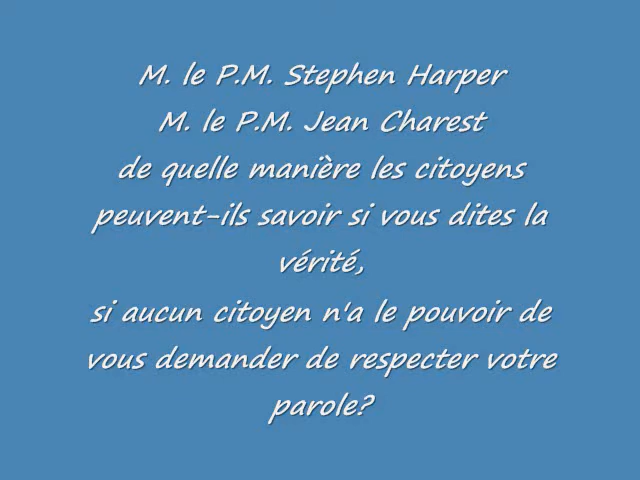 M. le P.M. Stephen Harper
M. le P.M. Jean Charest
de quelle manière les citoyens
peuvent-ils savoir si vous dites la
vérité,
si aucun citoyen n'a le pouvoir de
vous demander de respecter votre
parole?